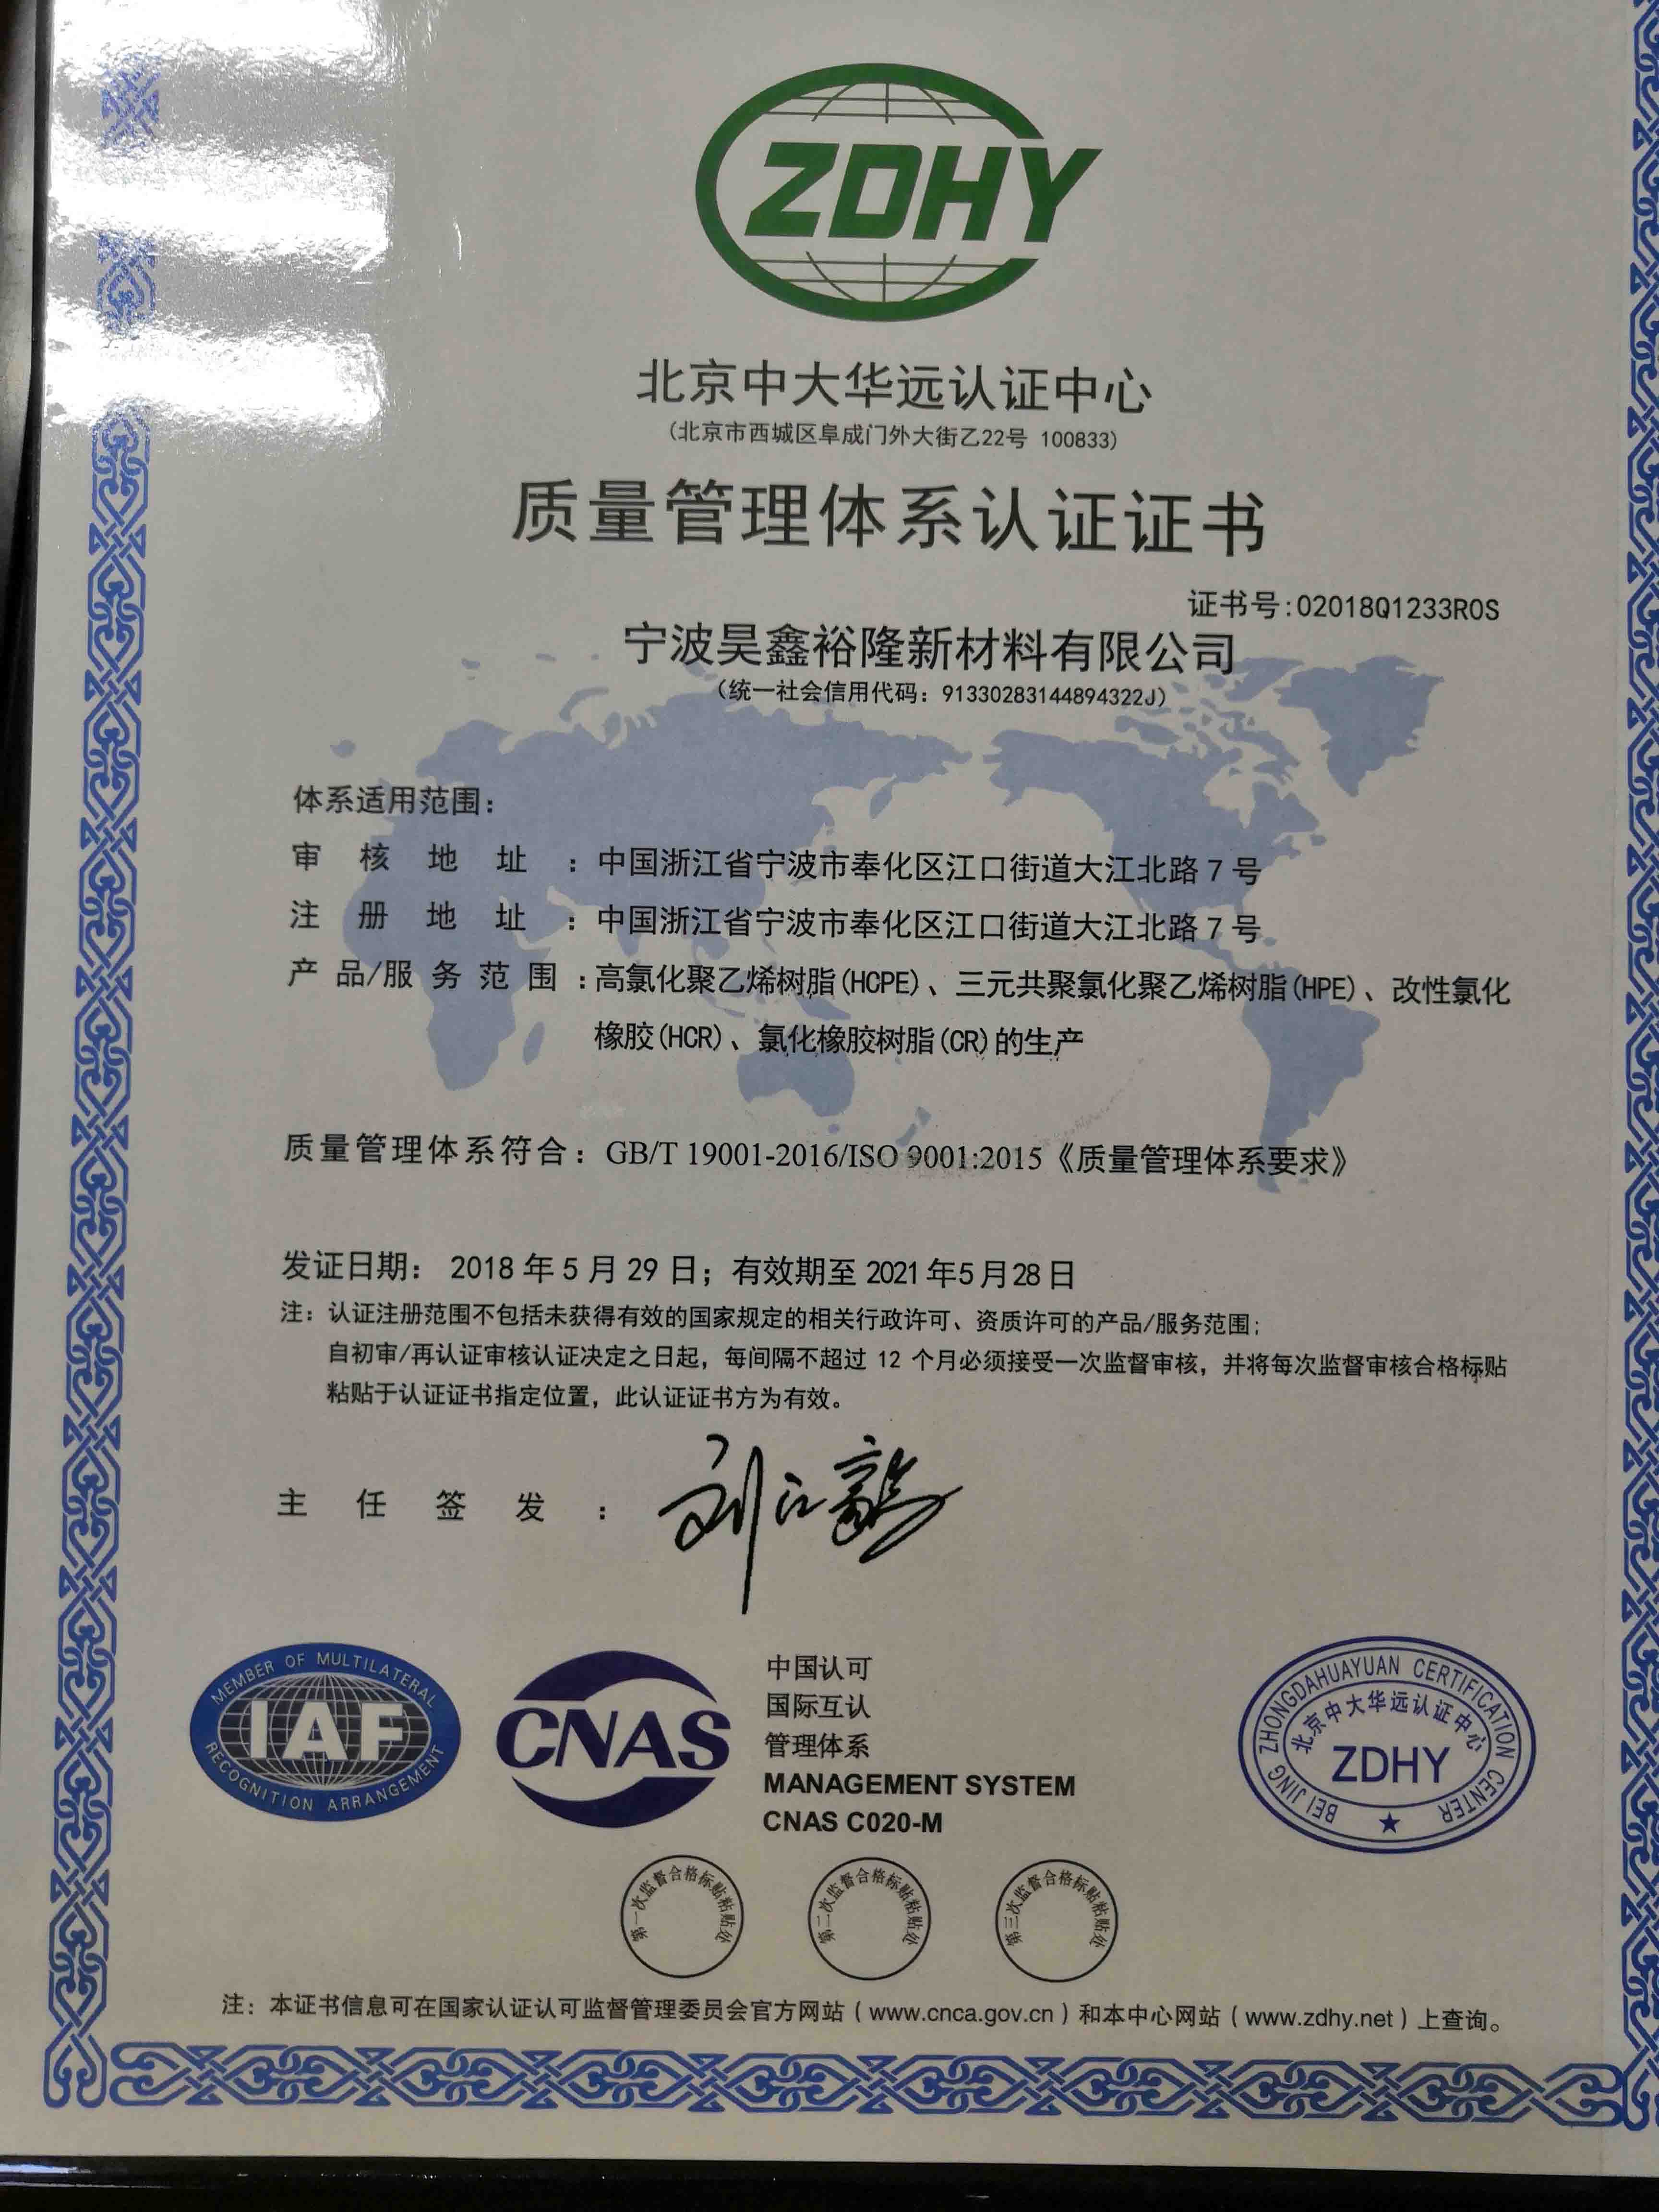 ZDHY
北京中大华远认证中心
(北京市西城区阜成门外大街乙22号 100833)
质量管理体系认证证书
证书号:02018Q1233R0S
宁波昊鑫裕隆新材料有限公司
(统一社会信用代码: 91330283144894322J)
体系适用范围:
审核地址:中国浙江省宁波市奉化区江口街道大江北路7号
注册地址:中国浙江省宁波市奉化区江口街道大江北路7号
产品/服务范围:高氯化聚乙烯树脂(HCPE)、三元共聚氯化聚乙烯树脂(HPE)、改性氯化
橡胶(HCR)、氯化橡胶树脂(CR)的生产
质量管理体系符合: GB/T 19001-2016/ISO 9001:2015《质量管理体系要求》
发证日期: 2018年5月29日; 有效期至2021年5月28日
注: 认证注册范围不包括未获得有效的国家规定的相关行政许可、资质许可的产品/服务范围;
自初审/再认证审核认证决定之日起, 每间隔不超过12个月必须接受一次监督审核, 并将每次监督审核合格标贴
粘贴于认证证书指定位置, 此认证证书方为有效。
主任签发:
MEMBER OF MULTILATERAL
IAF
RECOGNITION ARRANGEMENT
CNAS
中国认可
国际互认
管理体系
MANAGEMENT SYSTEM
CNAS C020-M
BEIJING ZHONGDAHUAYUAN CERTIFICATION CENTER
北京中大华远认证中心
ZDHY
第一次监督合格标贴粘贴处
第二次监督合格标贴粘贴处
第三次监督合格标贴粘贴处
注: 本证书信息可在国家认证认可监督管理委员会官方网站(www.cnca.gov.cn)和本中心网站(www.zdhy.net)上查询。